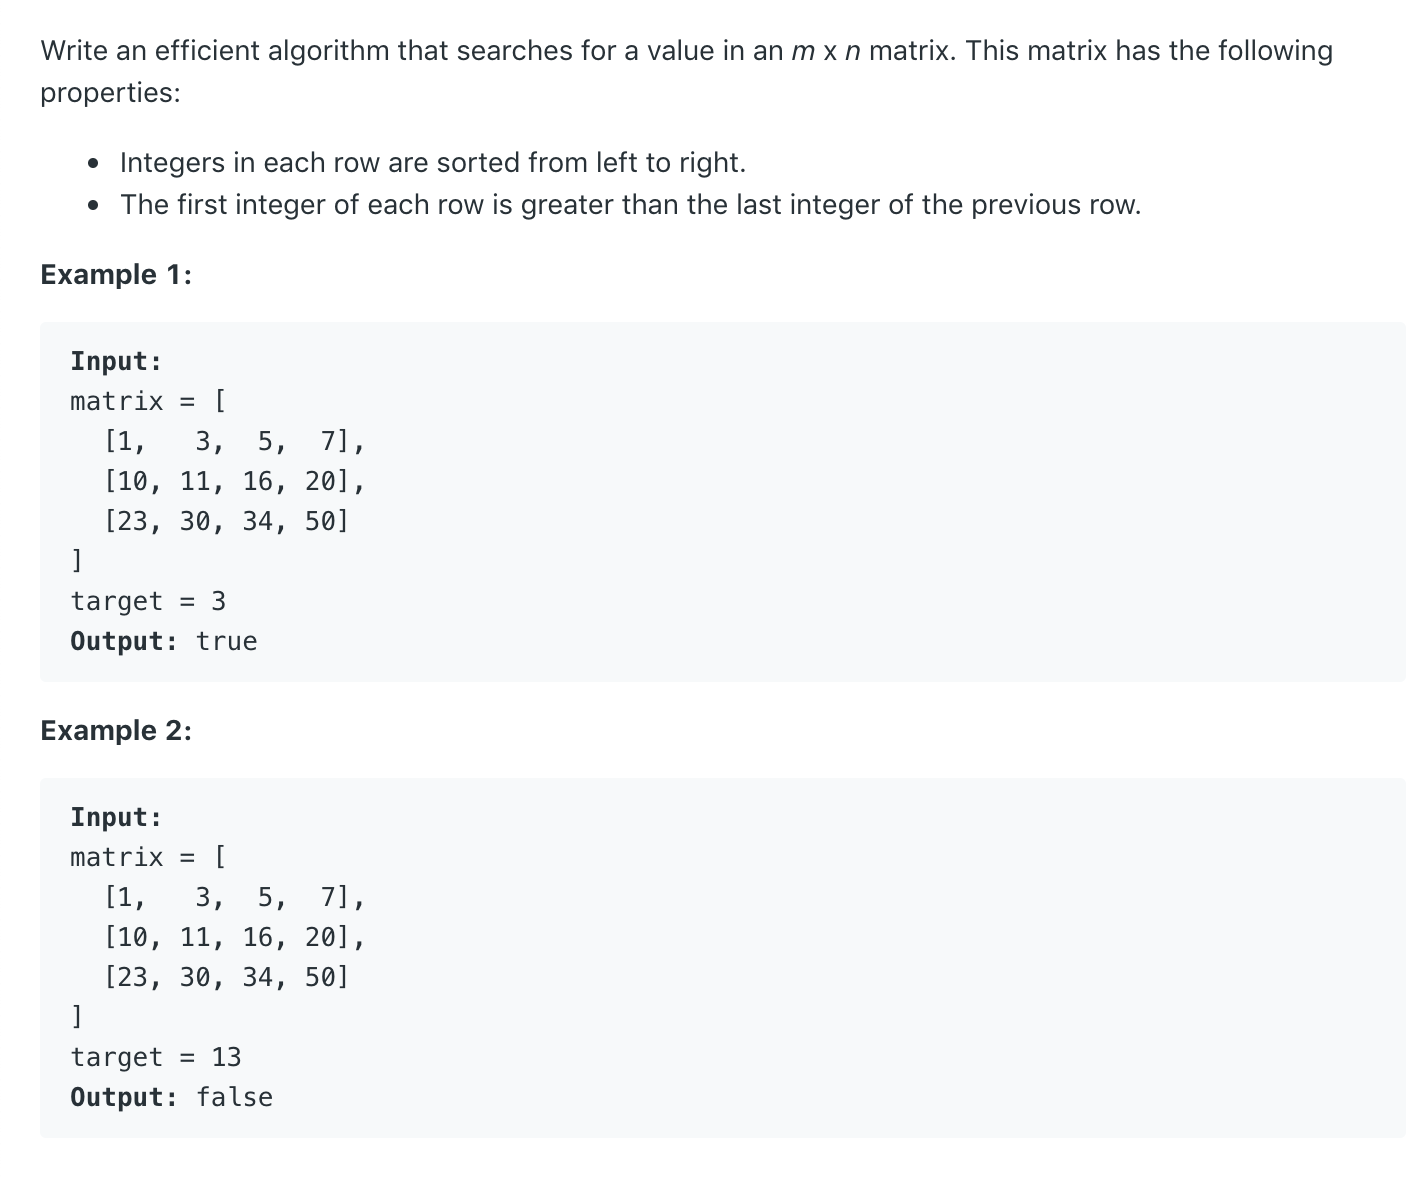 Write an efficient algorithm that searches for a value in an m x n matrix. This matrix has the following
properties:
• Integers in each row are sorted from left to right.
• The first integer of each row is greater than the last integer of the previous row.
Example 1:
Input:
matrix = [
  [1,   3,  5,  7],
  [10, 11, 16, 20],
  [23, 30, 34, 50]
]
target = 3
Output: true
Example 2:
Input:
matrix = [
  [1,   3,  5,  7],
  [10, 11, 16, 20],
  [23, 30, 34, 50]
]
target = 13
Output: false